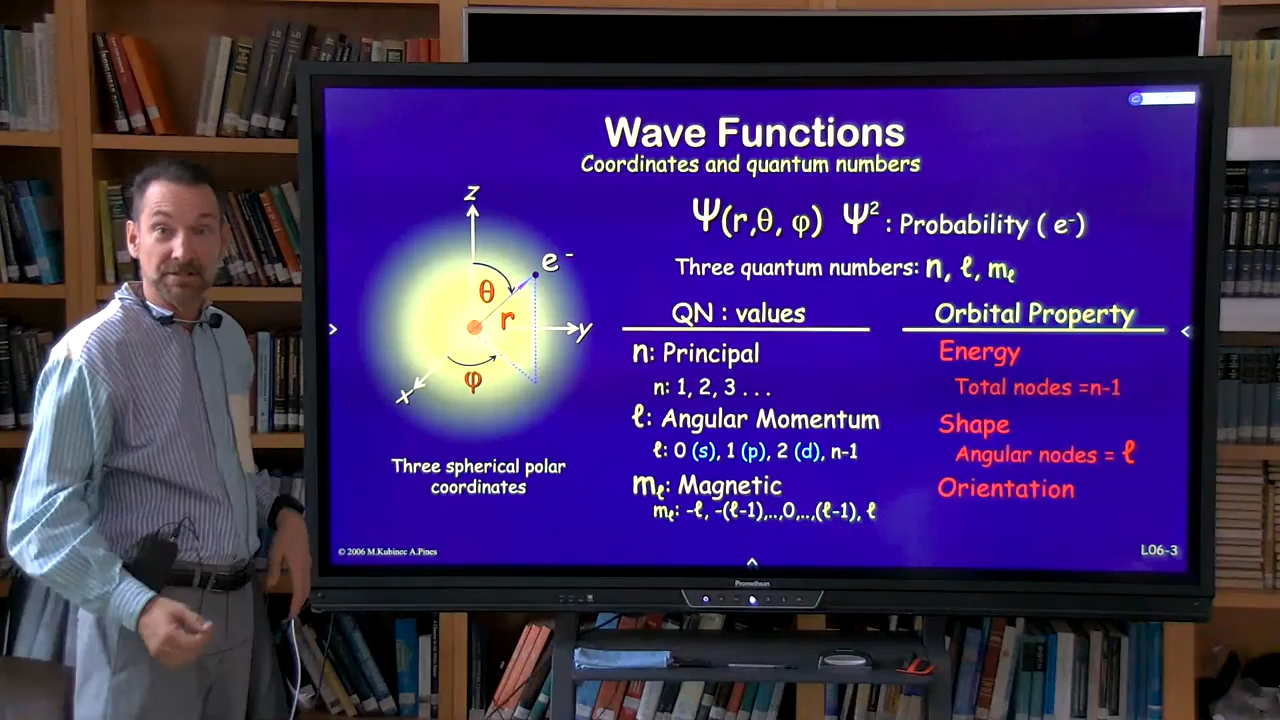 Wave Functions
Coordinates and quantum numbers
z
e⁻
θ
r
y
φ
x
Three spherical polar
coordinates
Ψ(r,θ, φ) Ψ² : Probability ( e⁻)
Three quantum numbers: n, ℓ, mℓ
QN : values
Orbital Property
n: Principal
Energy
n: 1, 2, 3 . . .
Total nodes =n-1
ℓ: Angular Momentum
Shape
ℓ: 0 (s), 1 (p), 2 (d), n-1
Angular nodes = ℓ
mℓ: Magnetic
Orientation
mℓ: -ℓ, -(ℓ-1),..,0,..,(ℓ-1), ℓ
© 2006 M.Kubinec A.Pines
L06-3
Promethean